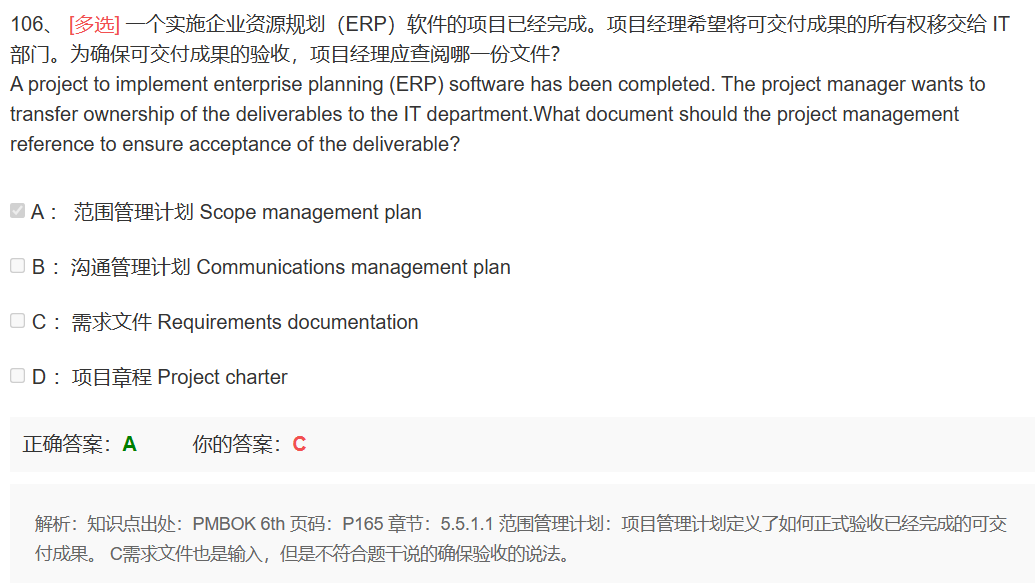 106、 [多选] 一个实施企业资源规划（ERP）软件的项目已经完成。项目经理希望将可交付成果的所有权移交给 IT
部门。为确保可交付成果的验收，项目经理应查阅哪一份文件？
A project to implement enterprise planning (ERP) software has been completed. The project manager wants to
transfer ownership of the deliverables to the IT department.What document should the project management
reference to ensure acceptance of the deliverable?
A： 范围管理计划 Scope management plan
B： 沟通管理计划 Communications management plan
C： 需求文件 Requirements documentation
D： 项目章程 Project charter
正确答案：A 你的答案：C
解析：知识点出处：PMBOK 6th 页码：P165 章节：5.5.1.1 范围管理计划：项目管理计划定义了如何正式验收已经完成的可交
付成果。 C需求文件也是输入，但是不符合题干说的确保验收的说法。